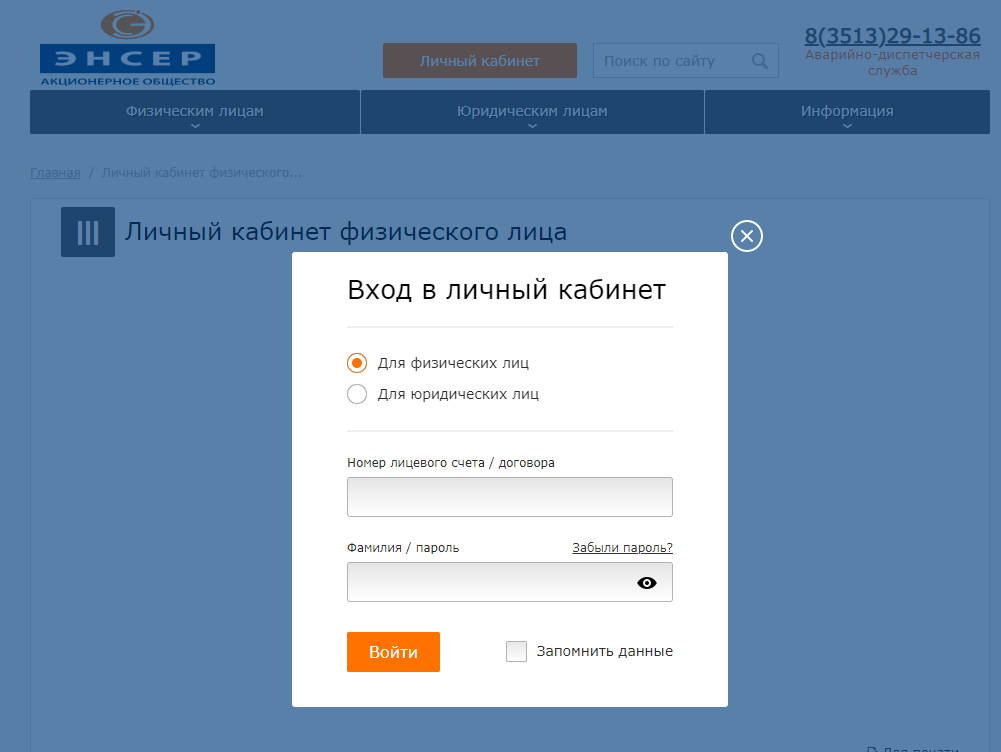 ЭНСЕР
АКЦИОНЕРНОЕ ОБЩЕСТВО
Личный кабинет
Поиск по сайту
8(3513)29-13-86
Аварийно-диспетчерская
служба
Физическим лицам
Юридическим лицам
Информация
Главная / Личный кабинет физического...
Личный кабинет физического лица
Вход в личный кабинет
Для физических лиц
Для юридических лиц
Номер лицевого счета / договора
Фамилия / пароль
Забыли пароль?
Войти
Запомнить данные
Для печати